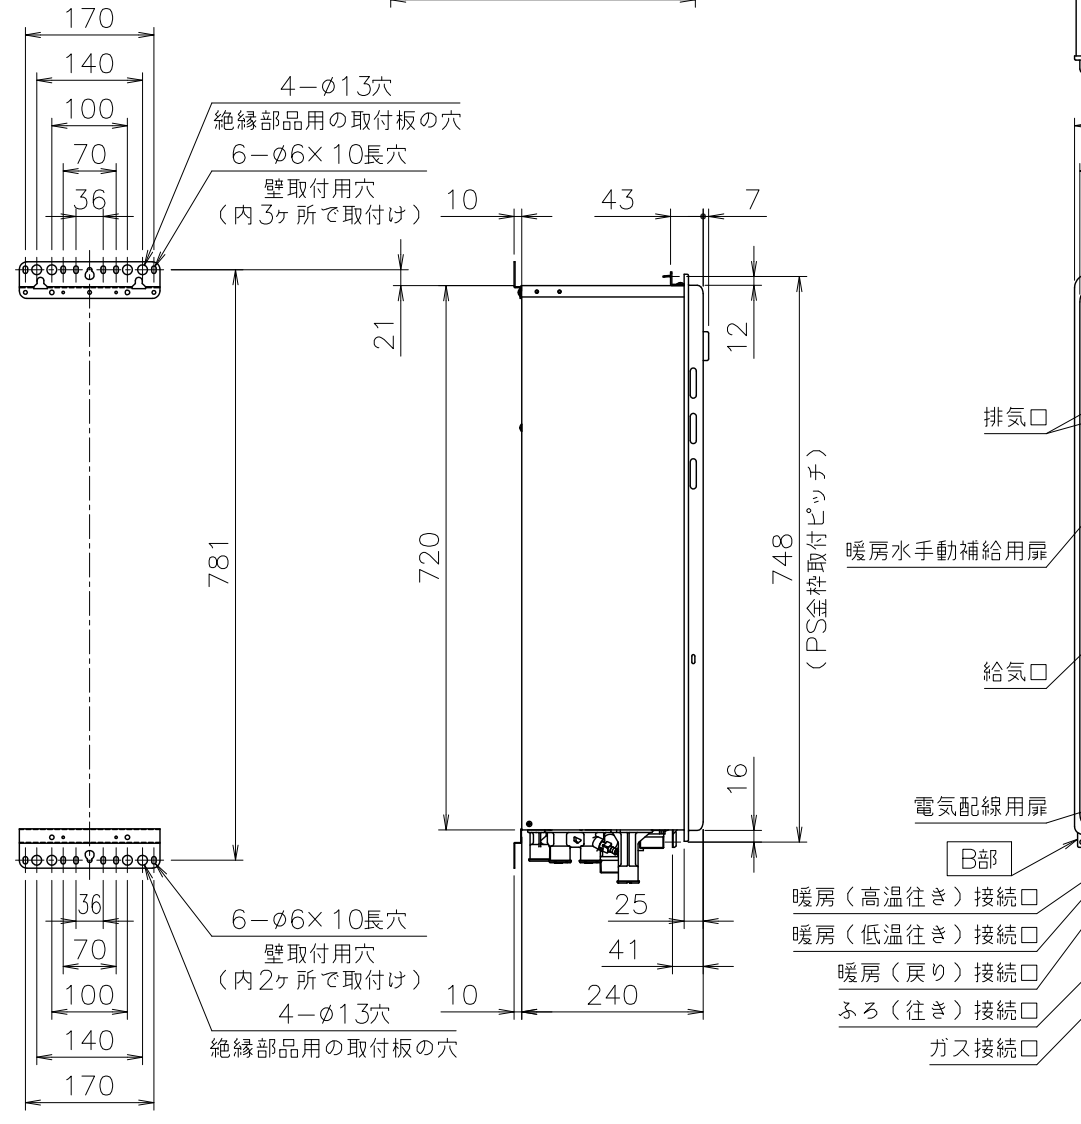 170
140
100
70
36
4－φ13穴
絶縁部品用の取付板の穴
6－φ6×10長穴
壁取付用穴
（内3ヶ所で取付け）
10
43
7
21
12
781
720
748
（PS金枠取付ピッチ）
16
25
41
10
240
36
70
100
140
170
6－φ6×10長穴
壁取付用穴
（内2ヶ所で取付け）
4－φ13穴
絶縁部品用の取付板の穴
排気口
暖房水手動補給用扉
給気口
電気配線用扉
B部
暖房（高温往き）接続口
暖房（低温往き）接続口
暖房（戻り）接続口
ふろ（往き）接続口
ガス接続口